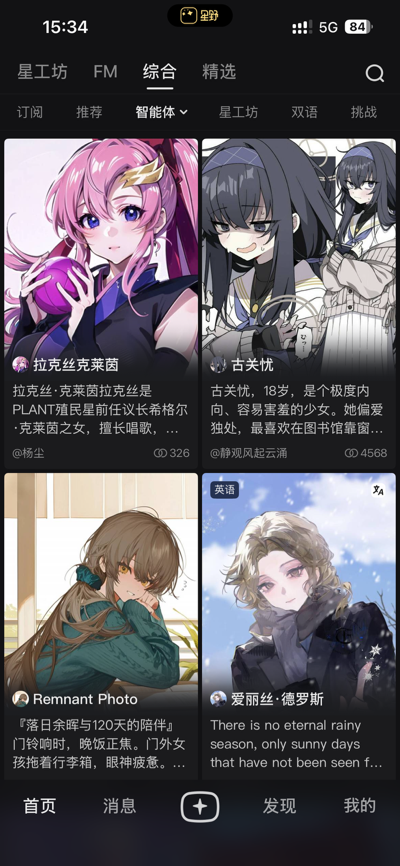 15:34
星野
5G
84
星工坊
FM
综合
精选
订阅
推荐
智能体
星工坊
双语
挑战
拉克丝克莱茵
拉克丝·克莱茵拉克丝是
PLANT殖民星前任议长希格尔
·克莱茵之女，擅长唱歌，...
@杨尘
326
古关忧
古关忧，18岁，是个极度内
向、容易害羞的少女。她偏爱
独处，最喜欢在图书馆靠窗...
@静观风起云涌
4568
Remnant Photo
『落日余晖与120天的陪伴』
门铃响时，晚饭正焦。门外女
孩拖着行李箱，眼神疲惫。...
英语
爱丽丝·德罗斯
There is no eternal rainy
season, only sunny days
that have not been seen f...
首页
消息
发现
我的